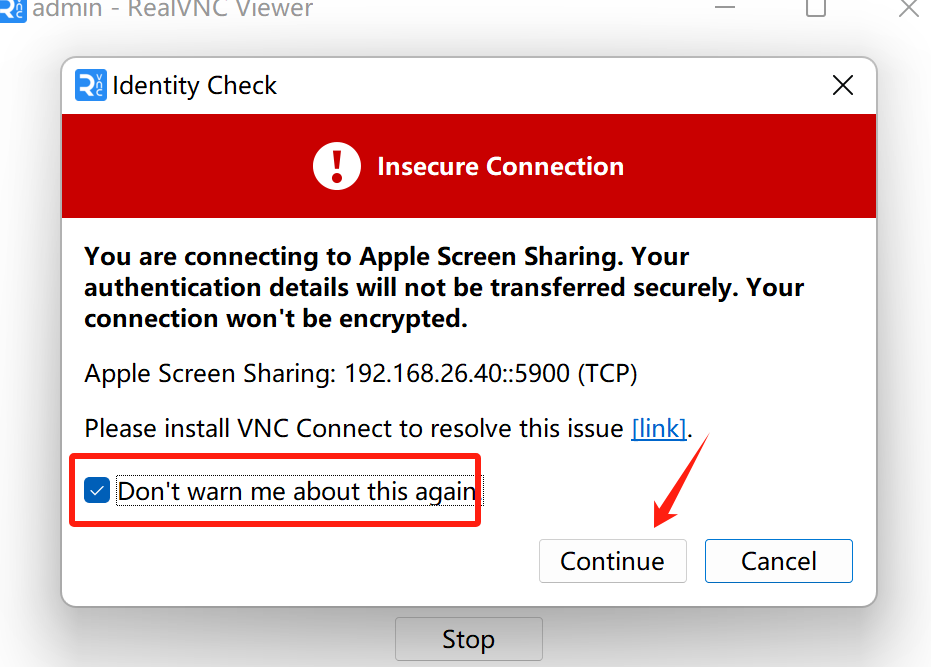 admin - RealVNC Viewer
Identity Check
Insecure Connection
You are connecting to Apple Screen Sharing. Your
authentication details will not be transferred securely. Your
connection won't be encrypted.
Apple Screen Sharing: 192.168.26.40::5900 (TCP)
Please install VNC Connect to resolve this issue [link].
Don't warn me about this again
Continue
Cancel
Stop